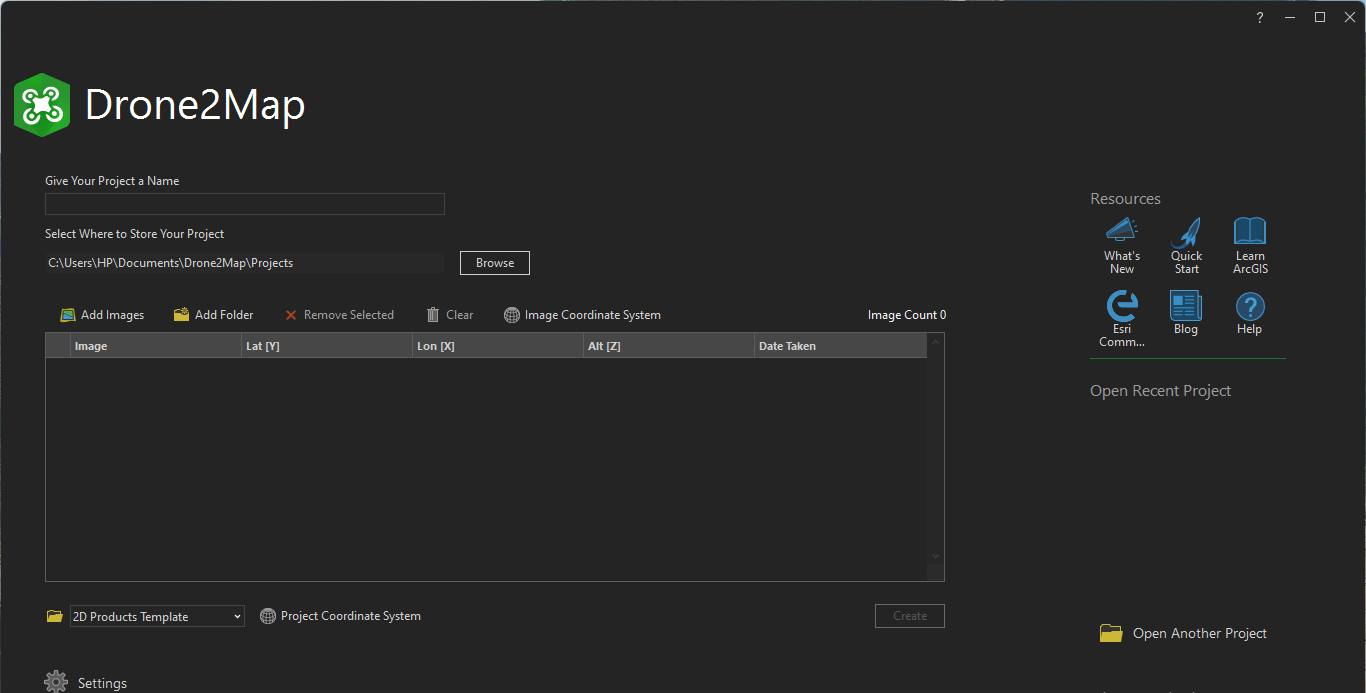 ?
Drone2Map
Give Your Project a Name
Select Where to Store Your Project
C:\Users\HP\Documents\Drone2Map\Projects
Browse
Add Images
Add Folder
Remove Selected
Clear
Image Coordinate System
Image Count 0
Image
Lat [Y]
Lon [X]
Alt [Z]
Date Taken
2D Products Template
Project Coordinate System
Create
Settings
Resources
What's
New
Quick
Start
Learn
ArcGIS
Esri
Comm...
Blog
?
Help
Open Recent Project
Open Another Project